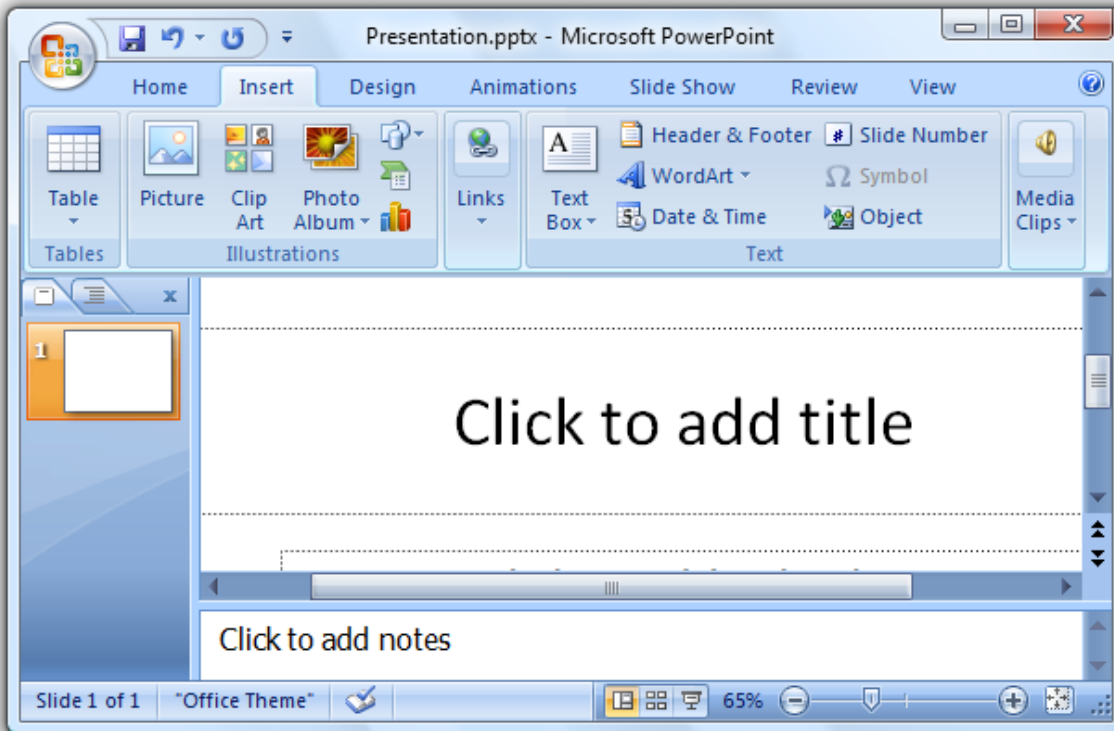 Presentation.pptx - Microsoft PowerPoint
Home Insert Design Animations Slide Show Review View
Table
Tables
Picture
Clip
Art
Photo
Album
Illustrations
Links
Text
Box
Header & Footer
WordArt
Date & Time
# Slide Number
Ω Symbol
Object
Text
Media
Clips
1
Click to add title
Click to add notes
Slide 1 of 1 "Office Theme" 65%